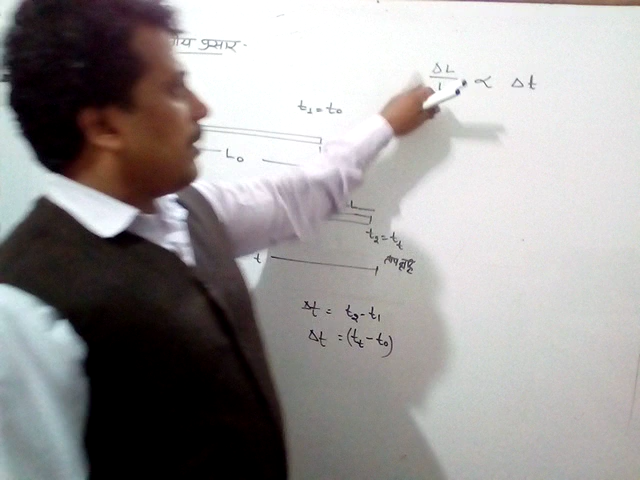 प्रसार-
ΔL
∝ Δt
t₁ = t₀
L₀
L
t₂ = tₜ
t
Δt = t₂ - t₁
Δt = (tₜ - t₀)